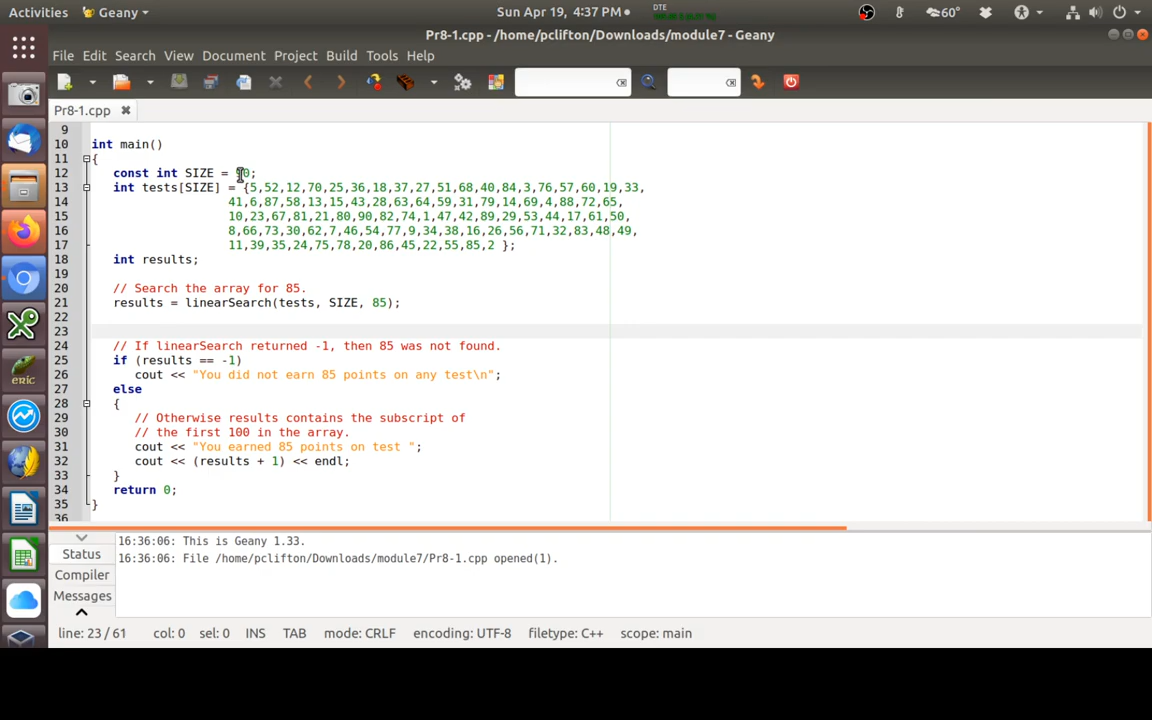 Activities Geany Sun Apr 19, 4:37 PM DTE 60°
Pr8-1.cpp - /home/pclifton/Downloads/module7 - Geany
File Edit Search View Document Project Build Tools Help
Pr8-1.cpp
9
10 int main()
11 {
12 const int SIZE = 0;
13 int tests[SIZE] = {5,52,12,70,25,36,18,37,27,51,68,40,84,3,76,57,60,19,33,
14 41,6,87,58,13,15,43,28,63,64,59,31,79,14,69,4,88,72,65,
15 10,23,67,81,21,80,90,82,74,1,47,42,89,29,53,44,17,61,50,
16 8,66,73,30,62,7,46,54,77,9,34,38,16,26,56,71,32,83,48,49,
17 11,39,35,24,75,78,20,86,45,22,55,85,2 };
18 int results;
19
20 // Search the array for 85.
21 results = linearSearch(tests, SIZE, 85);
22
23
24 // If linearSearch returned -1, then 85 was not found.
25 if (results == -1)
26 cout << "You did not earn 85 points on any test\n";
27 else
28 {
29 // Otherwise results contains the subscript of
30 // the first 100 in the array.
31 cout << "You earned 85 points on test ";
32 cout << (results + 1) << endl;
33 }
34 return 0;
35 }
36
Status
Compiler
Messages
16:36:06: This is Geany 1.33.
16:36:06: File /home/pclifton/Downloads/module7/Pr8-1.cpp opened(1).
eric
line: 23 / 61 col: 0 sel: 0 INS TAB mode: CRLF encoding: UTF-8 filetype: C++ scope: main